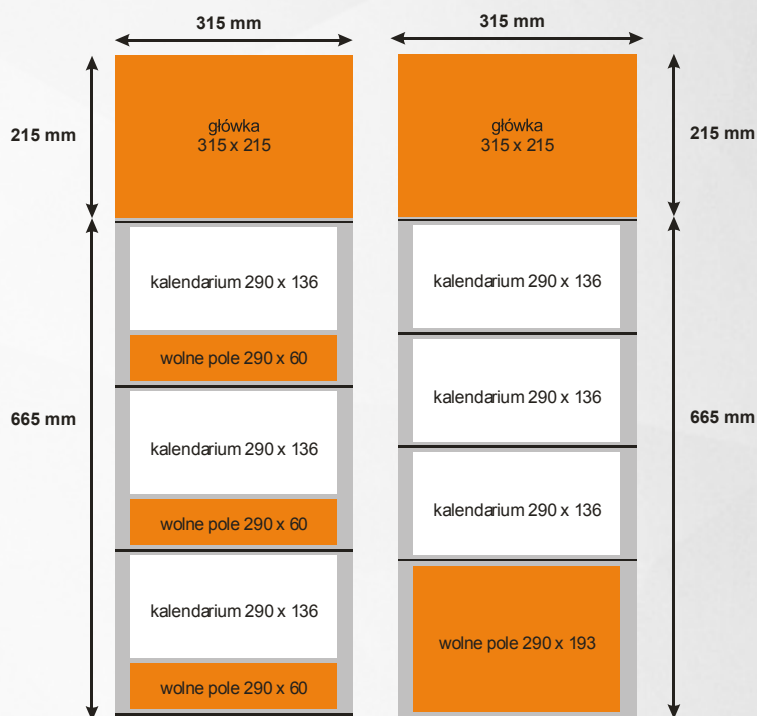 315 mm
315 mm
215 mm
główka
315 x 215
główka
315 x 215
215 mm
kalendarium 290 x 136
kalendarium 290 x 136
wolne pole 290 x 60
kalendarium 290 x 136
665 mm
665 mm
kalendarium 290 x 136
kalendarium 290 x 136
wolne pole 290 x 60
kalendarium 290 x 136
wolne pole 290 x 193
wolne pole 290 x 60